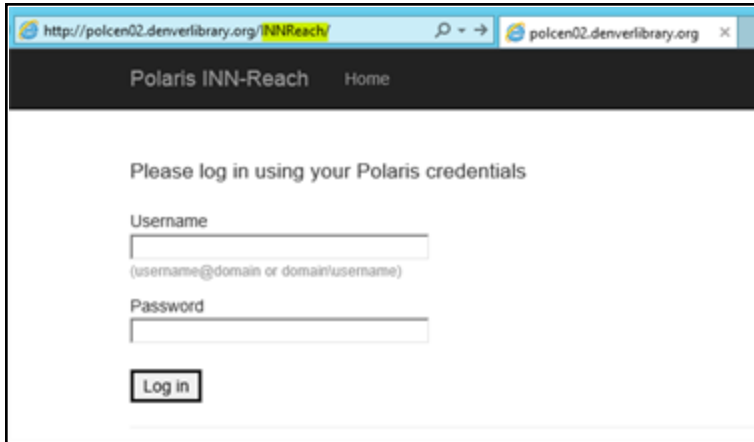 http://polcen02.denverlibrary.org/INNReach/
polcen02.denverlibrary.org
Polaris INN-Reach Home
Please log in using your Polaris credentials
Username
(username@domain or domain\username)
Password
Log in